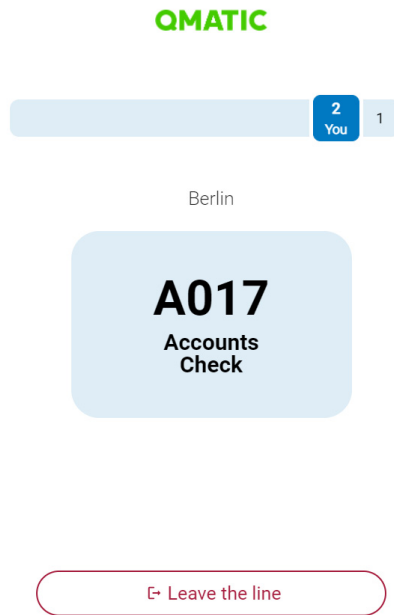 QMATIC
2
You
1
Berlin
A017
Accounts
Check
Leave the line